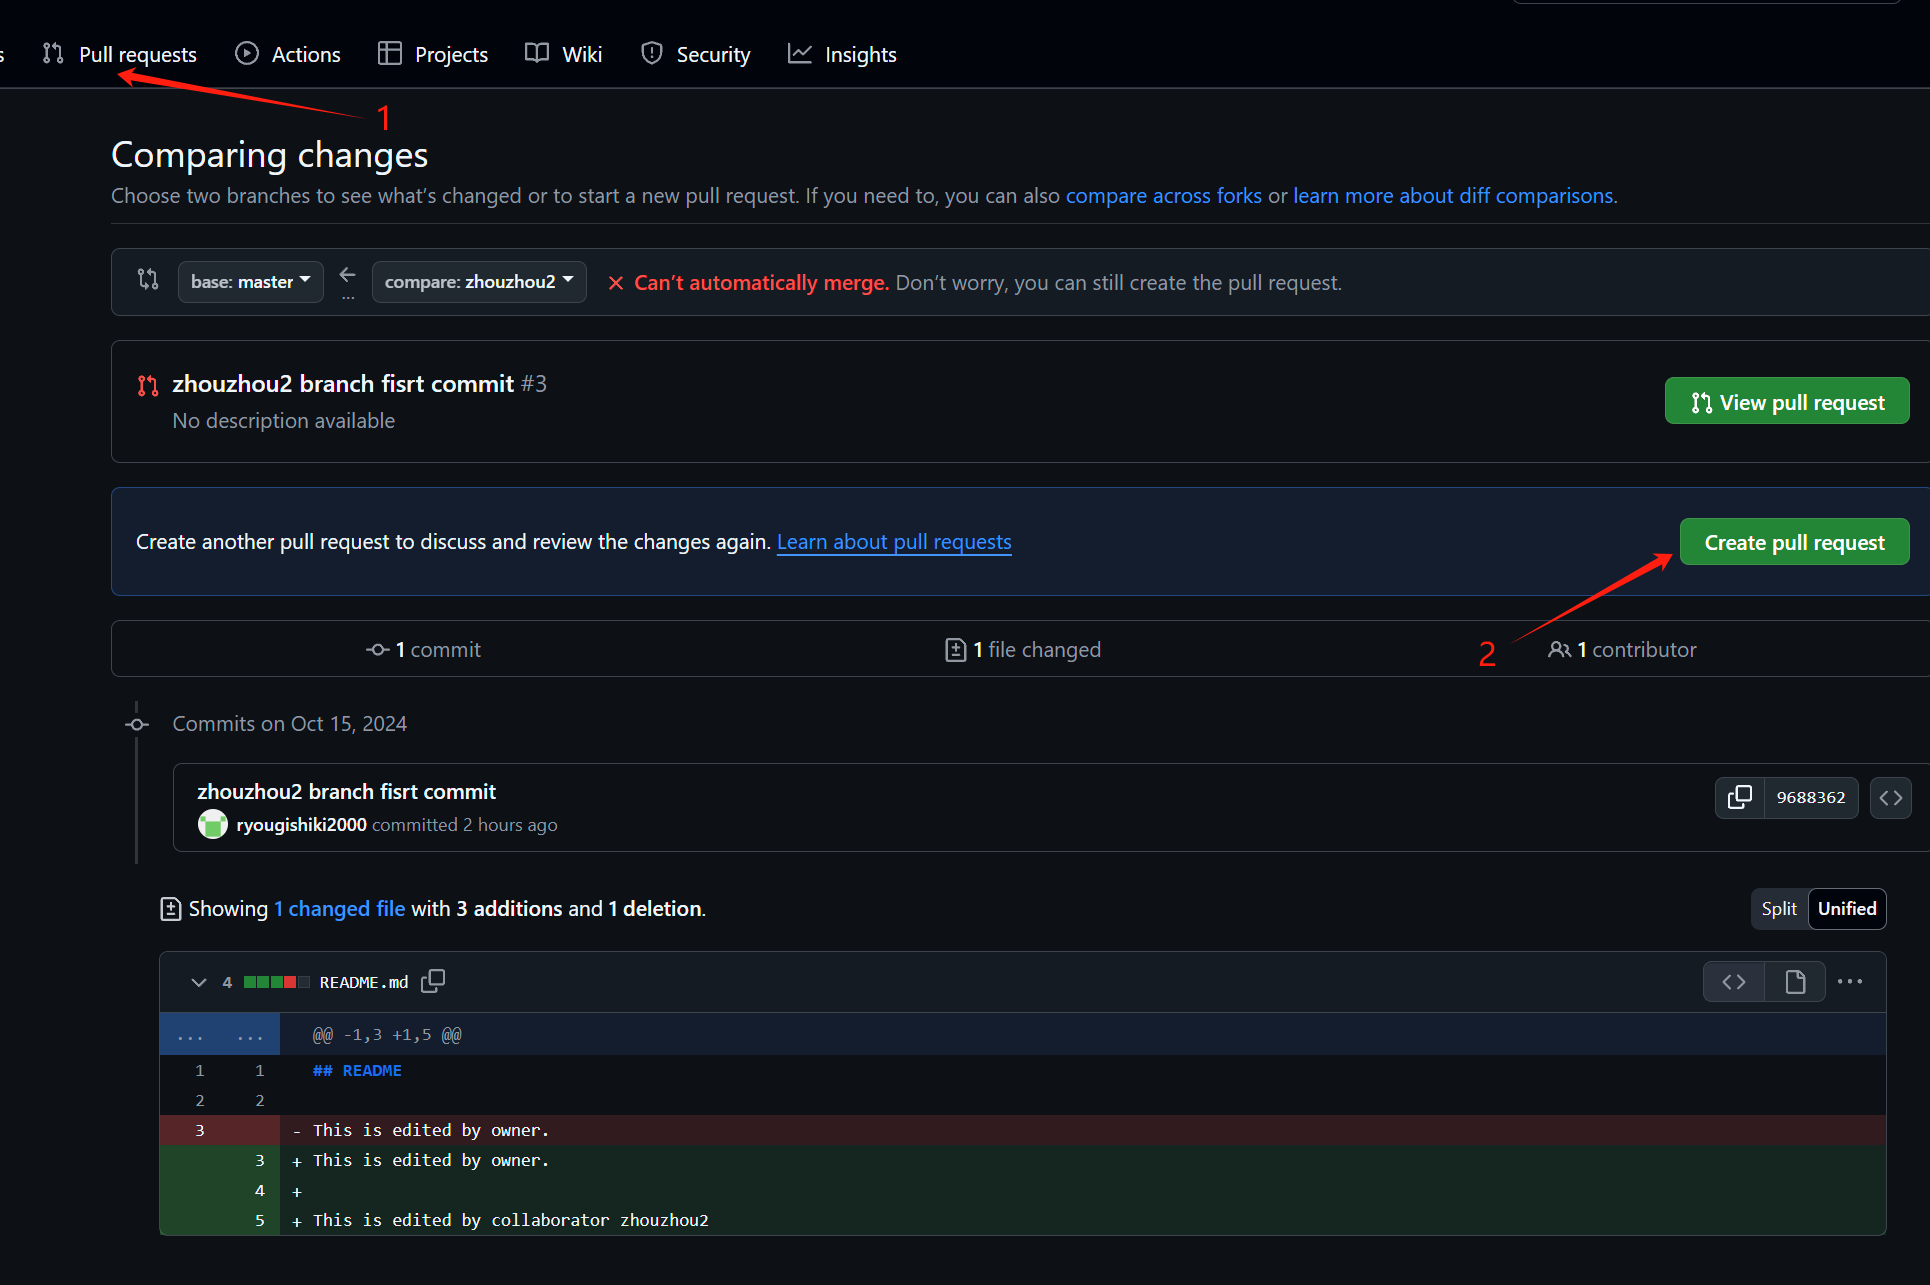 s Pull requests Actions Projects Wiki Security Insights
1
Comparing changes
Choose two branches to see what's changed or to start a new pull request. If you need to, you can also compare across forks or learn more about diff comparisons.
base: master ← ... compare: zhouzhou2 × Can't automatically merge. Don't worry, you can still create the pull request.
zhouzhou2 branch fisrt commit #3
No description available
View pull request
Create another pull request to discuss and review the changes again. Learn about pull requests
Create pull request
2
1 commit 1 file changed 1 contributor
Commits on Oct 15, 2024
zhouzhou2 branch fisrt commit
ryougishiki2000 committed 2 hours ago
9688362 <>
Showing 1 changed file with 3 additions and 1 deletion.
Split Unified
4 README.md <> ...
... ... @@ -1,3 +1,5 @@
1 1 ## README
2 2
3 - This is edited by owner.
3 + This is edited by owner.
4 +
5 + This is edited by collaborator zhouzhou2